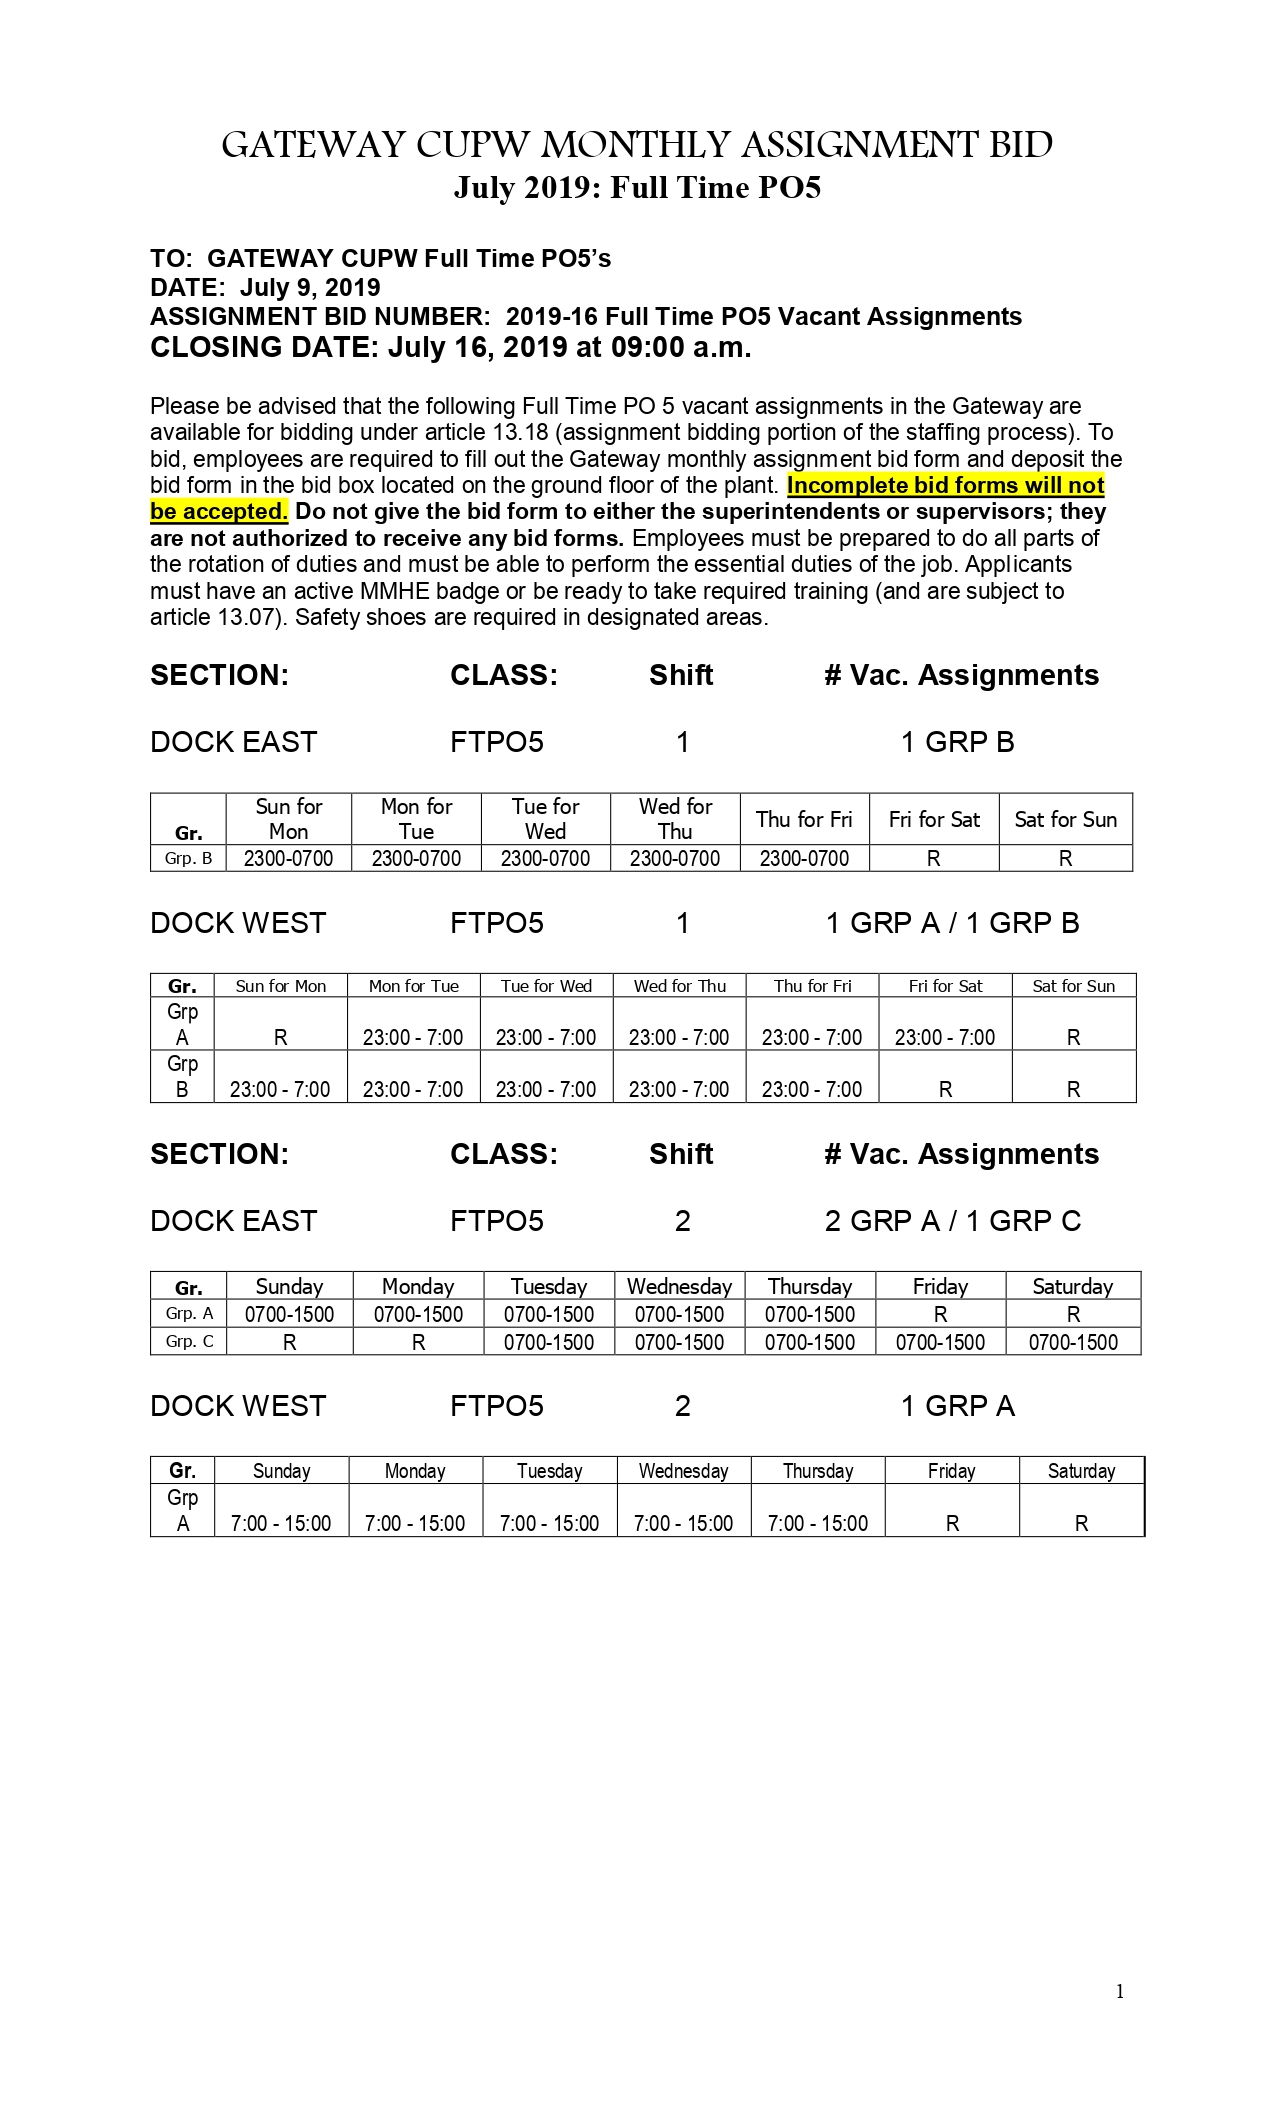 GATEWAY CUPW MONTHLY ASSIGNMENT BID
July 2019: Full Time PO5
TO:  GATEWAY CUPW Full Time PO5’s
DATE:  July 9, 2019
ASSIGNMENT BID NUMBER:  2019-16 Full Time PO5 Vacant Assignments
CLOSING DATE: July 16, 2019 at 09:00 a.m.
Please be advised that the following Full Time PO 5 vacant assignments in the Gateway are
available for bidding under article 13.18 (assignment bidding portion of the staffing process). To
bid, employees are required to fill out the Gateway monthly assignment bid form and deposit the
bid form in the bid box located on the ground floor of the plant. Incomplete bid forms will not
be accepted. Do not give the bid form to either the superintendents or supervisors; they
are not authorized to receive any bid forms. Employees must be prepared to do all parts of
the rotation of duties and must be able to perform the essential duties of the job. Applicants
must have an active MMHE badge or be ready to take required training (and are subject to
article 13.07). Safety shoes are required in designated areas.
SECTION: CLASS: Shift # Vac. Assignments
DOCK EAST FTPO5 1 1 GRP B
Gr. Sun for Mon Mon for Tue Tue for Wed Wed for Thu Thu for Fri Fri for Sat Sat for Sun
Grp. B 2300-0700 2300-0700 2300-0700 2300-0700 2300-0700 R R
DOCK WEST FTPO5 1 1 GRP A / 1 GRP B
Gr. Sun for Mon Mon for Tue Tue for Wed Wed for Thu Thu for Fri Fri for Sat Sat for Sun
Grp A R 23:00 - 7:00 23:00 - 7:00 23:00 - 7:00 23:00 - 7:00 23:00 - 7:00 R
Grp B 23:00 - 7:00 23:00 - 7:00 23:00 - 7:00 23:00 - 7:00 23:00 - 7:00 R R
SECTION: CLASS: Shift # Vac. Assignments
DOCK EAST FTPO5 2 2 GRP A / 1 GRP C
Gr. Sunday Monday Tuesday Wednesday Thursday Friday Saturday
Grp. A 0700-1500 0700-1500 0700-1500 0700-1500 0700-1500 R R
Grp. C R R 0700-1500 0700-1500 0700-1500 0700-1500 0700-1500
DOCK WEST FTPO5 2 1 GRP A
Gr. Sunday Monday Tuesday Wednesday Thursday Friday Saturday
Grp A 7:00 - 15:00 7:00 - 15:00 7:00 - 15:00 7:00 - 15:00 7:00 - 15:00 R R
1